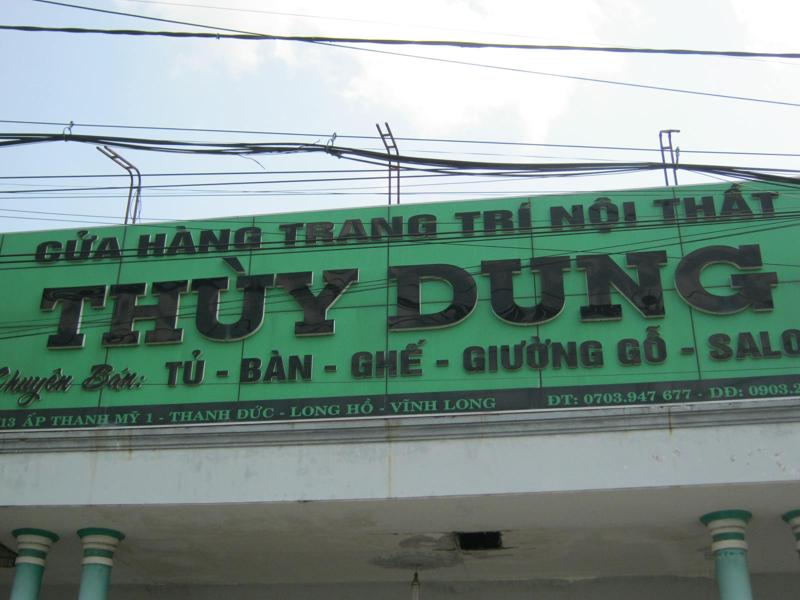 CỬA HÀNG TRANG TRÍ NỘI THẤT
THÙY DUNG
Chuyên Bán: TỦ - BÀN - GHẾ - GIƯỜNG GỖ - SALO
13 ẤP THANH MỸ 1 - THANH ĐỨC - LONG HỒ - VĨNH LONG ĐT: 0703.947 677 - DĐ: 0903.2